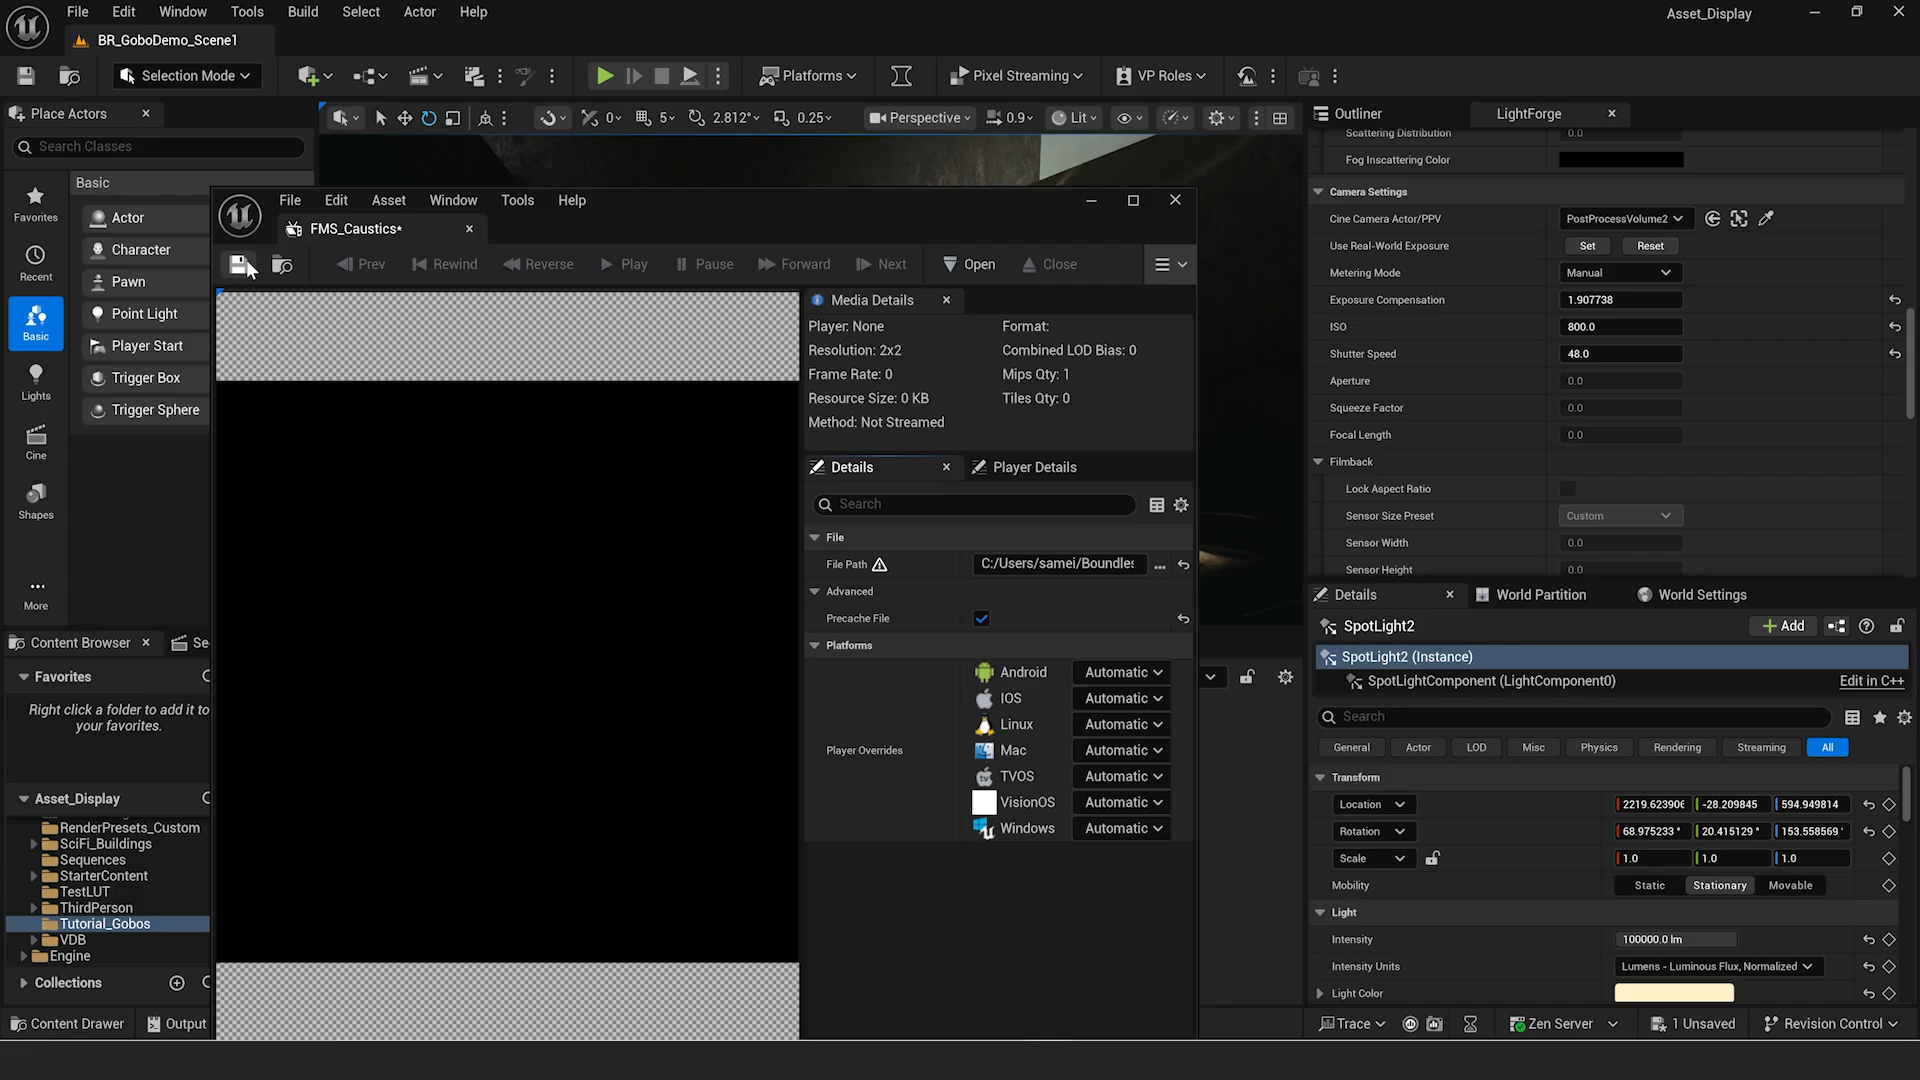 File Edit Window Tools Build Select Actor Help
Asset_Display
BR_GoboDemo_Scene1
Selection Mode
Platforms
Pixel Streaming
VP Roles
Place Actors
Search Classes
Favorites
Recent
Basic
Lights
Cine
Shapes
More
Basic
Actor
Character
Pawn
Point Light
Player Start
Trigger Box
Trigger Sphere
0
5
2.812°
0.25
Perspective
0.9
Lit
File Edit Asset Window Tools Help
FMS_Caustics*
Prev Rewind Reverse Play Pause Forward Next Open Close
Media Details
Player: None
Resolution: 2x2
Frame Rate: 0
Resource Size: 0 KB
Method: Not Streamed
Format:
Combined LOD Bias: 0
Mips Qty: 1
Tiles Qty: 0
Details
Player Details
Search
File
File Path C:/Users/samei/Boundles
Advanced
Precache File
Platforms
Player Overrides
Android Automatic
IOS Automatic
Linux Automatic
Mac Automatic
TVOS Automatic
VisionOS Automatic
Windows Automatic
Outliner
LightForge
Scattering Distribution 0.0
Fog Inscattering Color
Camera Settings
Cine Camera Actor/PPV PostProcessVolume2
Use Real-World Exposure Set Reset
Metering Mode Manual
Exposure Compensation 1.907738
ISO 800.0
Shutter Speed 48.0
Aperture 0.0
Squeeze Factor 0.0
Focal Length 0.0
Filmback
Lock Aspect Ratio
Sensor Size Preset Custom
Sensor Width 0.0
Sensor Height 0.0
Details
World Partition
World Settings
SpotLight2
Add
SpotLight2 (Instance)
SpotLightComponent (LightComponent0) Edit in C++
Search
General Actor LOD Misc Physics Rendering Streaming All
Transform
Location 2219.623906 -28.209845 594.949814
Rotation 68.975233° 20.415129° 153.558569°
Scale 1.0 1.0 1.0
Mobility Static Stationary Movable
Light
Intensity 100000.0 lm
Intensity Units Lumens - Luminous Flux, Normalized
Light Color
Content Browser
Se
Favorites
Right click a folder to add it to
your favorites.
Asset_Display
RenderPresets_Custom
SciFi_Buildings
Sequences
StarterContent
TestLUT
ThirdPerson
Tutorial_Gobos
VDB
Engine
Collections
Content Drawer
Output
Trace
Zen Server
1 Unsaved
Revision Control